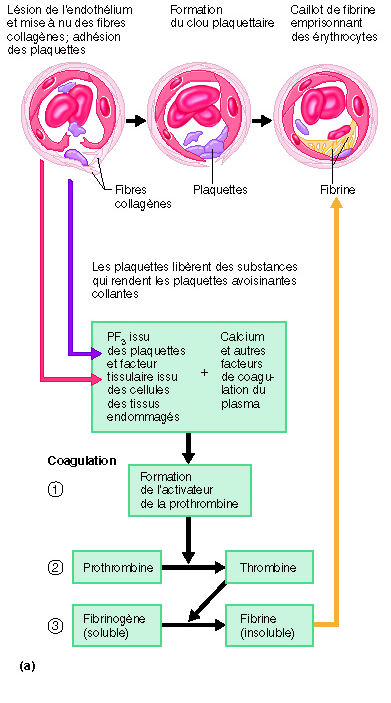 Lésion de l'endothélium
et mise à nu des fibres
collagènes; adhésion
des plaquettes
Formation
du clou plaquettaire
Caillot de fibrine
emprisonnant
des érythrocytes
Fibres
collagènes
Plaquettes
Fibrine
Les plaquettes libèrent des substances
qui rendent les plaquettes avoisinantes
collantes
PF3 issu
des plaquettes
et facteur
tissulaire issu
des cellules
des tissus
endommagés
+
Calcium
et autres
facteurs
de coagu-
lation du
plasma
Coagulation
①
Formation
de l'activateur
de la prothrombine
②
Prothrombine
Thrombine
③
Fibrinogène
(soluble)
Fibrine
(insoluble)
(a)